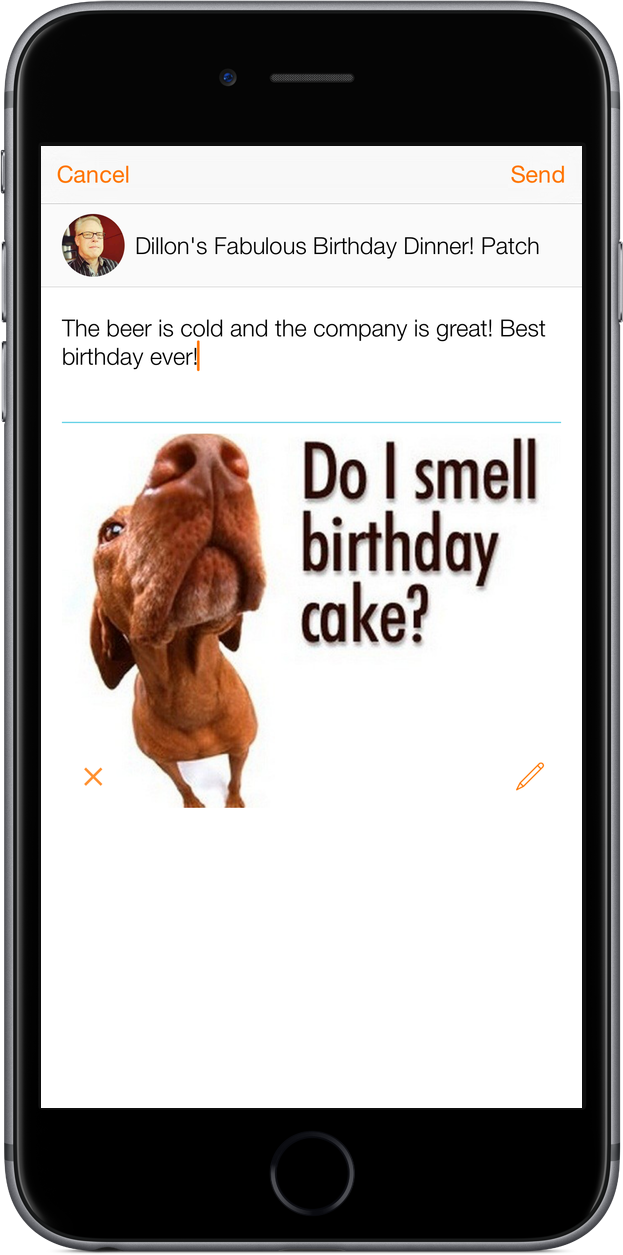 Cancel Send
Dillon's Fabulous Birthday Dinner! Patch
The beer is cold and the company is great! Best
birthday ever!
Do I smell
birthday
cake?